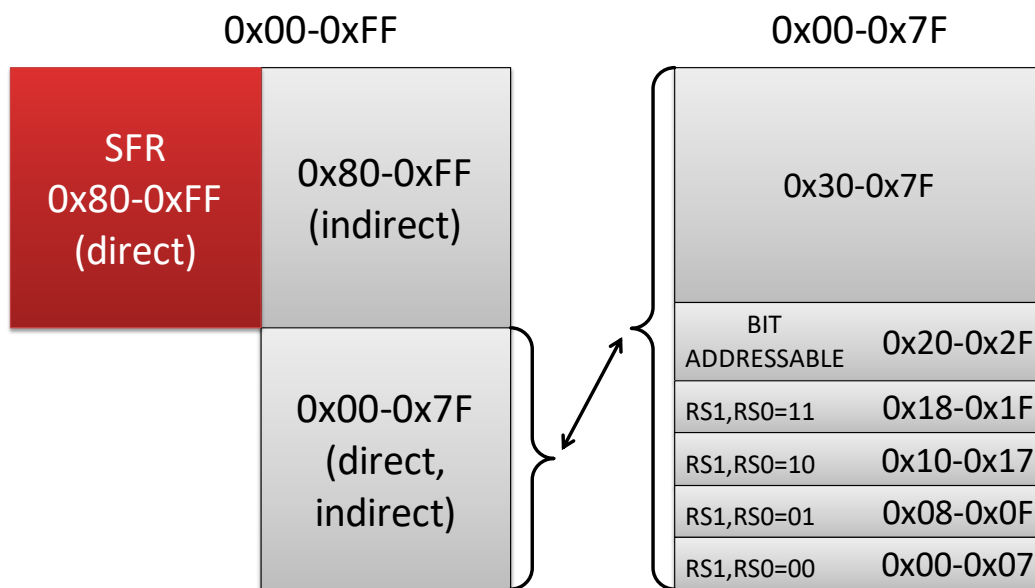 0x00-0xFF
SFR
0x80-0xFF
(direct)
0x80-0xFF
(indirect)
0x00-0x7F
(direct,
indirect)
0x00-0x7F
0x30-0x7F
BIT
ADDRESSABLE
0x20-0x2F
RS1,RS0=11 0x18-0x1F
RS1,RS0=10 0x10-0x17
RS1,RS0=01 0x08-0x0F
RS1,RS0=00 0x00-0x07